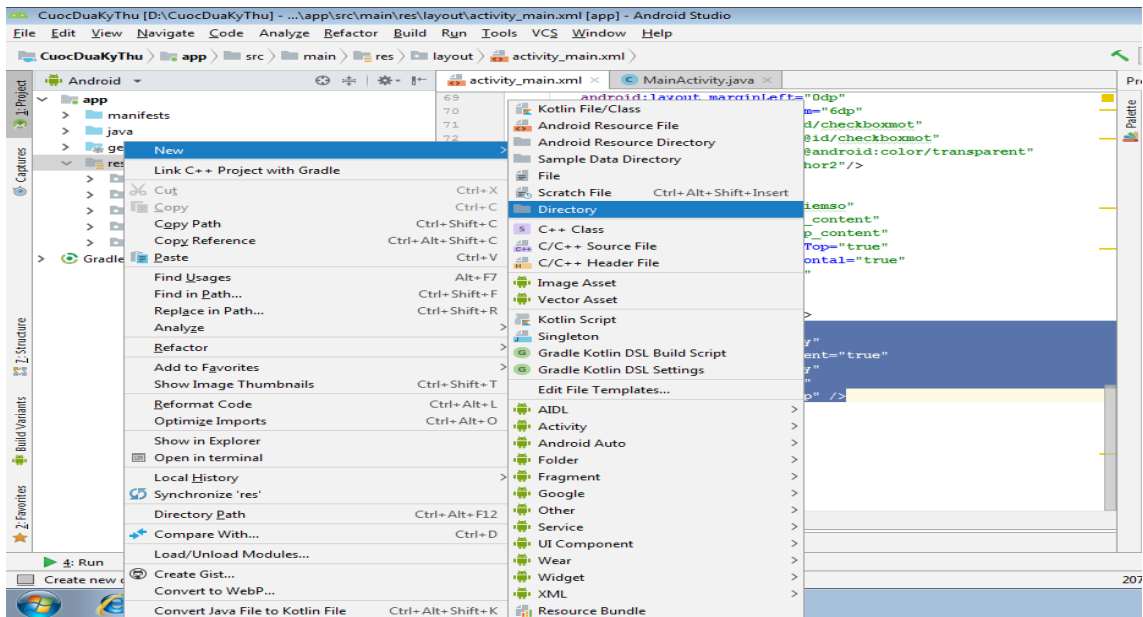 CuocDuaKyThu [D:\CuocDuaKyThu] - ...\app\src\main\res\layout\activity_main.xml [app] - Android Studio
File Edit View Navigate Code Analyze Refactor Build Run Tools VCS Window Help
CuocDuaKyThu app src main res layout activity_main.xml
1: Project
Captures
Z: Structure
Build Variants
2: Favorites
Android
app
manifests
java
ge
res
Gradle
activity_main.xml MainActivity.java
Palette
69
70
71
72
android:layout_marginLeft="0dp"
m="6dp"
d/checkboxmot"
@id/checkboxmot"
@android:color/transparent"
hor2"/>
iemso"
_content"
p_content"
Top="true"
ontal="true"
"
>
y"
ent="true"
y"
"
p" />
New
Link C++ Project with Gradle
Cut Ctrl+X
Copy Ctrl+C
Copy Path Ctrl+Shift+C
Copy Reference Ctrl+Alt+Shift+C
Paste Ctrl+V
Find Usages Alt+F7
Find in Path... Ctrl+Shift+F
Replace in Path... Ctrl+Shift+R
Analyze
Refactor
Add to Favorites
Show Image Thumbnails Ctrl+Shift+T
Reformat Code Ctrl+Alt+L
Optimize Imports Ctrl+Alt+O
Show in Explorer
Open in terminal
Local History
Synchronize 'res'
Directory Path Ctrl+Alt+F12
Compare With... Ctrl+D
Load/Unload Modules...
Create Gist...
Convert to WebP...
Convert Java File to Kotlin File Ctrl+Alt+Shift+K
Kotlin File/Class
Android Resource File
Android Resource Directory
Sample Data Directory
File
Scratch File Ctrl+Alt+Shift+Insert
Directory
C++ Class
C/C++ Source File
C/C++ Header File
Image Asset
Vector Asset
Kotlin Script
Singleton
Gradle Kotlin DSL Build Script
Gradle Kotlin DSL Settings
Edit File Templates...
AIDL
Activity
Android Auto
Folder
Fragment
Google
Other
Service
UI Component
Wear
Widget
XML
Resource Bundle
4: Run
Create new
207